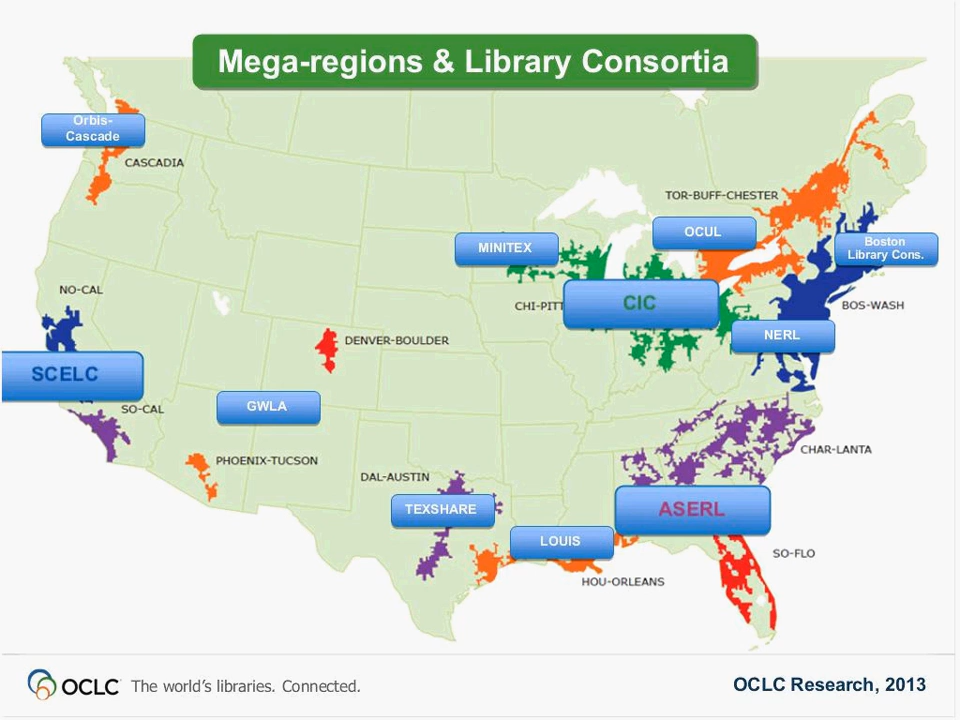 Mega-regions & Library Consortia
Orbis-
Cascade
CASCADIA
TOR-BUFF-CHESTER
OCUL
MINITEX
Boston
Library Cons.
NO-CAL
CHI-PITT
CIC
BOS-WASH
NERL
DENVER-BOULDER
SCELC
GWLA
SO-CAL
CHAR-LANTA
PHOENIX-TUCSON
DAL-AUSTIN
TEXSHARE
ASERL
LOUIS
SO-FLO
HOU-ORLEANS
OCLC The world’s libraries. Connected.
OCLC Research, 2013